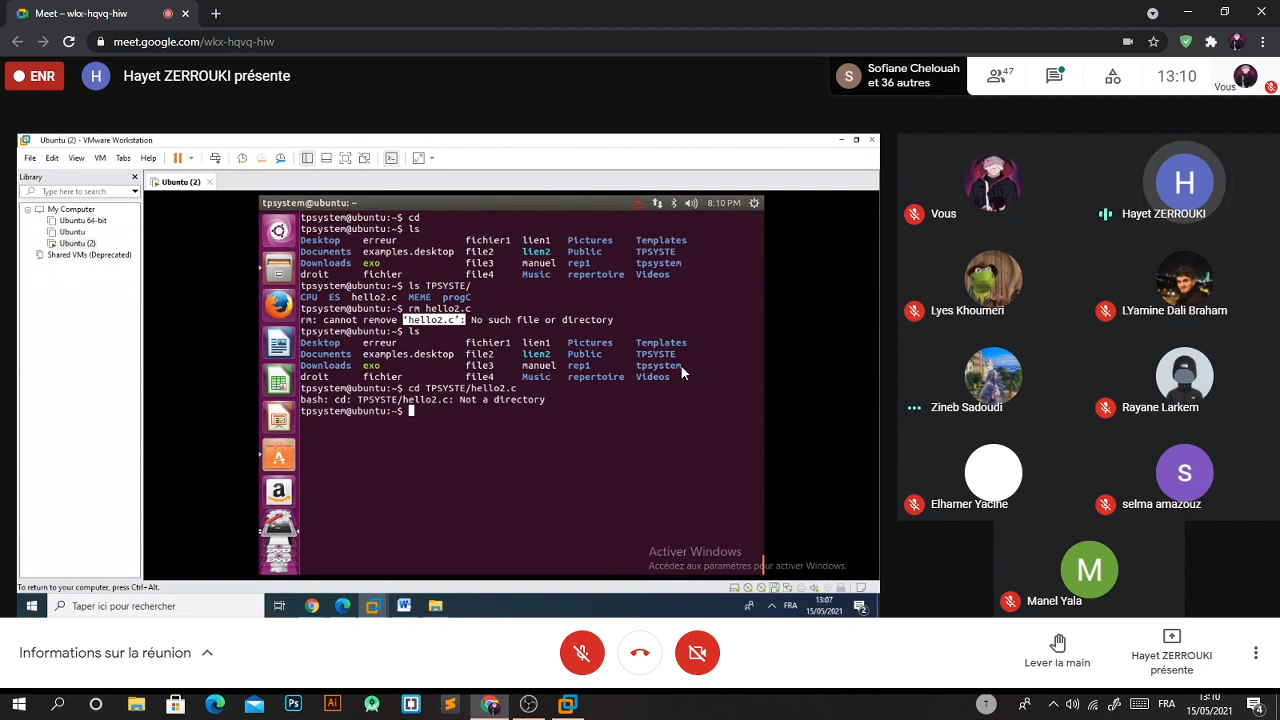 Meet – wkx-hqvq-hiw
meet.google.com/wkx-hqvq-hiw
ENR
H
Hayet ZERROUKI présente
S
Sofiane Chelouah
et 36 autres
47
13:10
Vous
Ubuntu (2) - VMware Workstation
File Edit View VM Tabs Help
Library
Type here to search
My Computer
Ubuntu 64-bit
Ubuntu
Ubuntu (2)
Shared VMs (Deprecated)
Ubuntu (2)
tpsystem@ubuntu: ~
8:10 PM
tpsystem@ubuntu:~$ cd
tpsystem@ubuntu:~$ ls
Desktop erreur fichier1 lien1 Pictures Templates
Documents examples.desktop file2 lien2 Public TPSYSTE
Downloads exo file3 manuel rep1 tpsystem
droit fichier file4 Music repertoire Videos
tpsystem@ubuntu:~$ ls TPSYSTE/
CPU ES hello2.c MEME progC
tpsystem@ubuntu:~$ rm hello2.c
rm: cannot remove ‘hello2.c’: No such file or directory
tpsystem@ubuntu:~$ ls
Desktop erreur fichier1 lien1 Pictures Templates
Documents examples.desktop file2 lien2 Public TPSYSTE
Downloads exo file3 manuel rep1 tpsystem
droit fichier file4 Music repertoire Videos
tpsystem@ubuntu:~$ cd TPSYSTE/hello2.c
bash: cd: TPSYSTE/hello2.c: Not a directory
tpsystem@ubuntu:~$
Activer Windows
Accédez aux paramètres pour activer Windows.
To return to your computer, press Ctrl+Alt.
Taper ici pour rechercher
FRA
13:07
15/05/2021
2
Vous
H
Hayet ZERROUKI
Lyes Khoumeri
LYamine Dali Braham
Zineb Sadoudi
Rayane Larkem
Elhamer Yacine
S
selma amazouz
M
Manel Yala
Informations sur la réunion
Lever la main
Hayet ZERROUKI
présente
Ps
Ai
T
FRA
13:10
15/05/2021
4